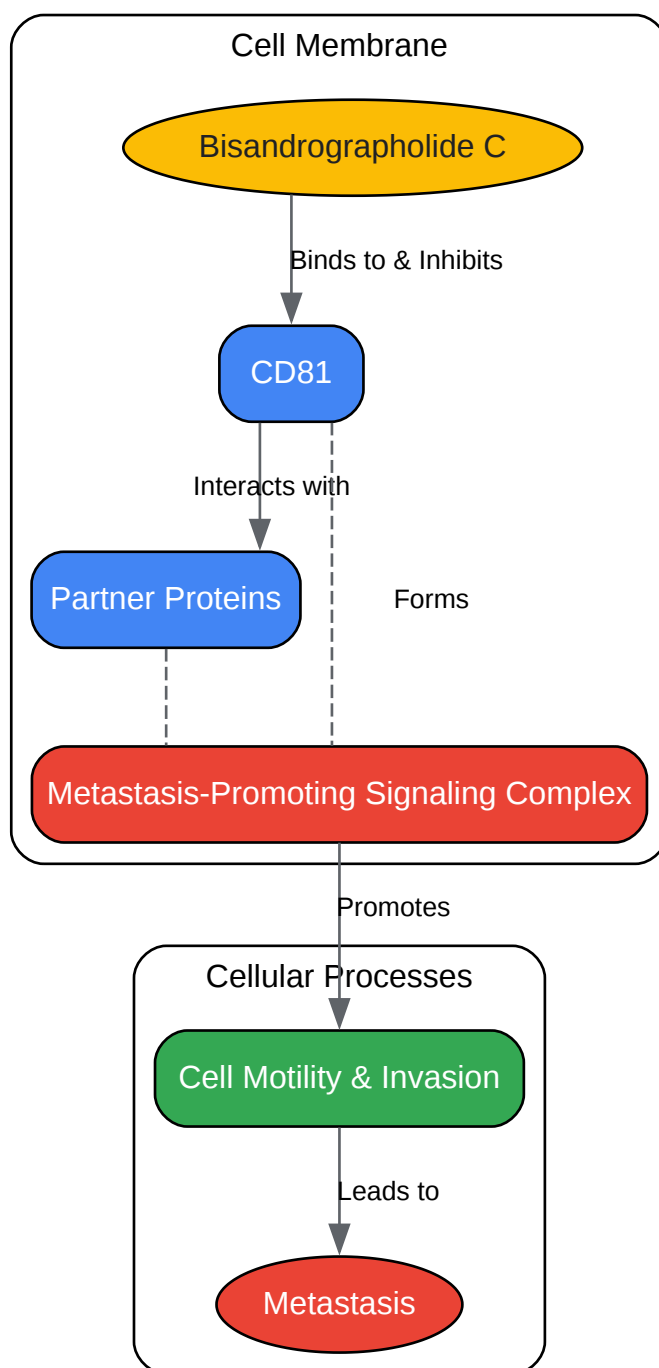 Cell Membrane
Bisandrographolide C
Binds to & Inhibits
CD81
Interacts with
Partner Proteins
Forms
Metastasis-Promoting Signaling Complex
Promotes
Cellular Processes
Cell Motility & Invasion
Leads to
Metastasis